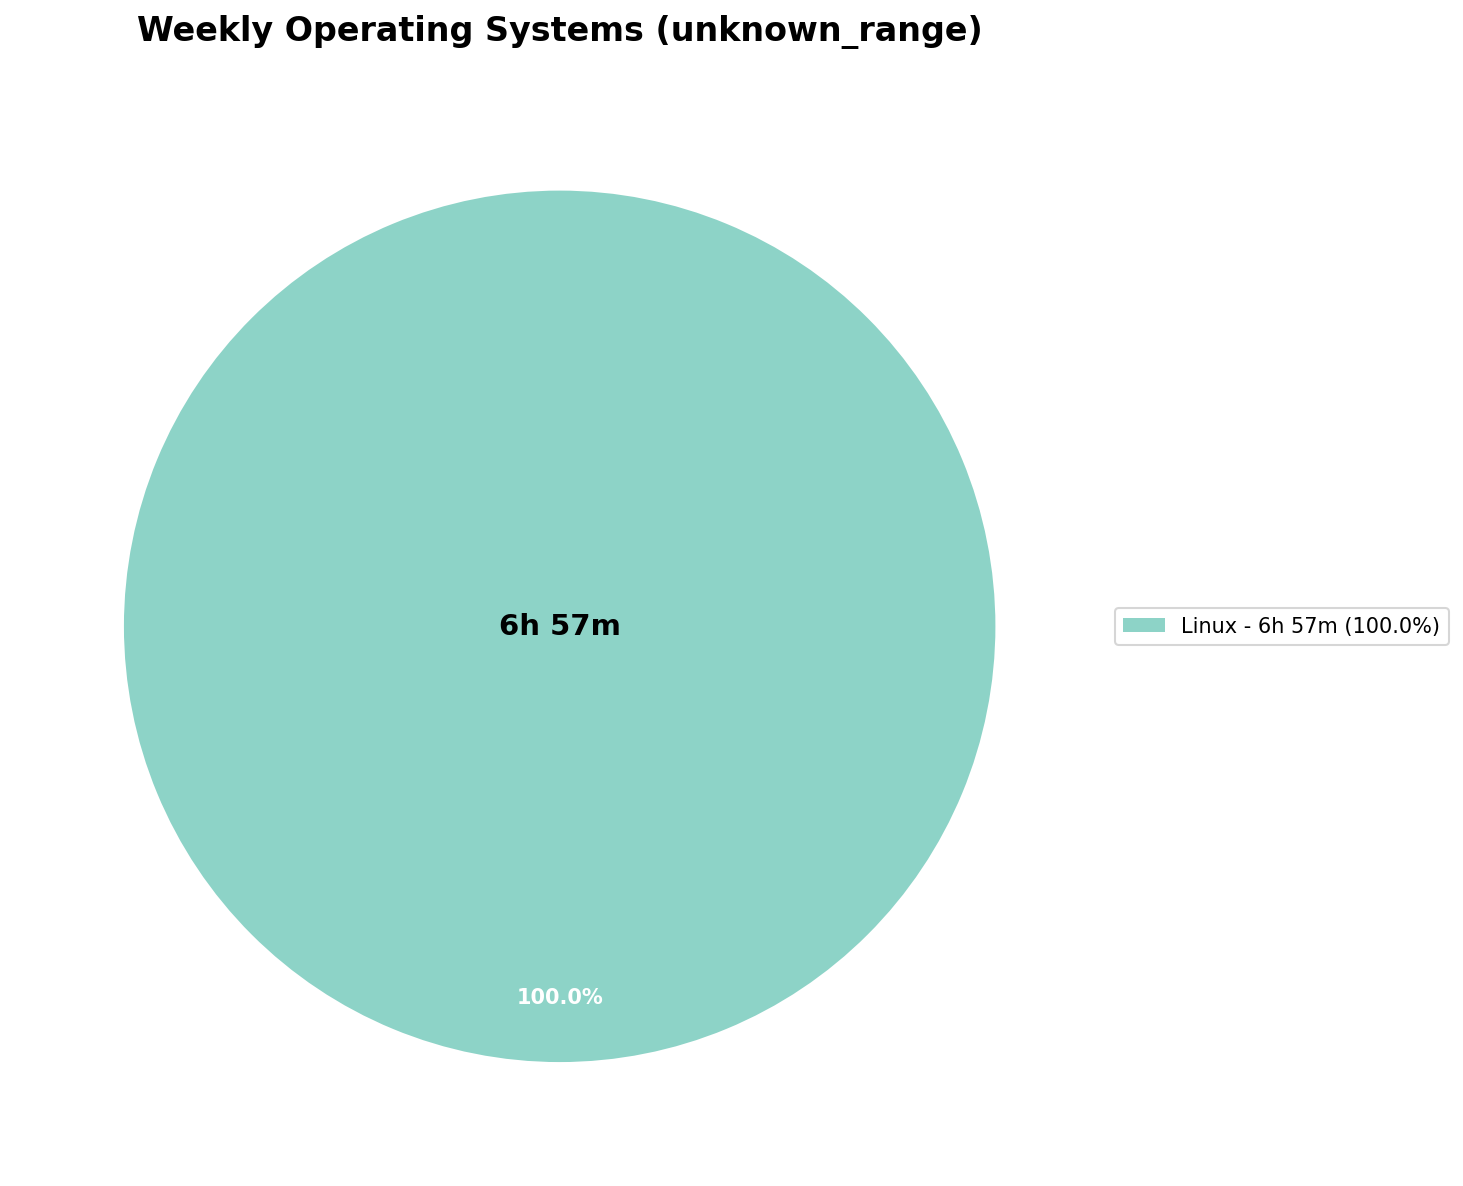 Weekly Operating Systems (unknown_range)
6h 57m
Linux - 6h 57m (100.0%)
100.0%